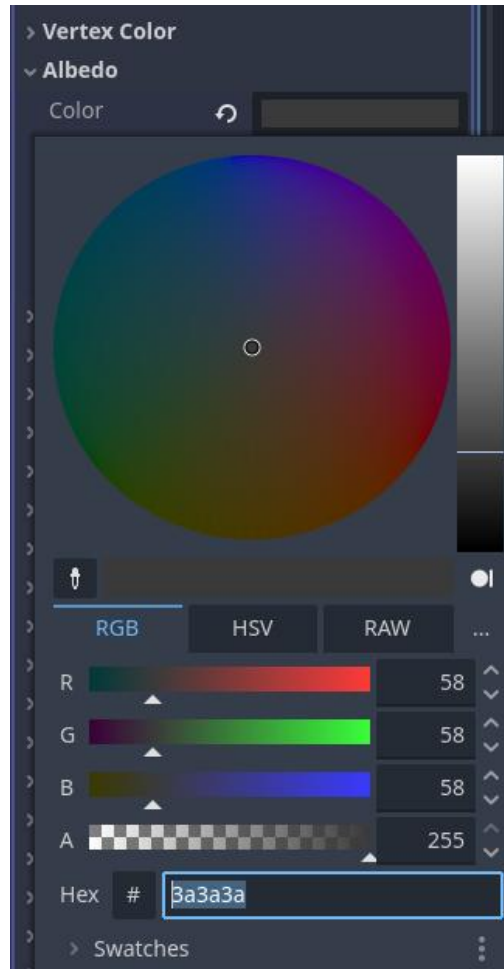 Vertex Color
Albedo
Color
RGB HSV RAW ...
R 58
G 58
B 58
A 255
Hex # 3a3a3a
Swatches